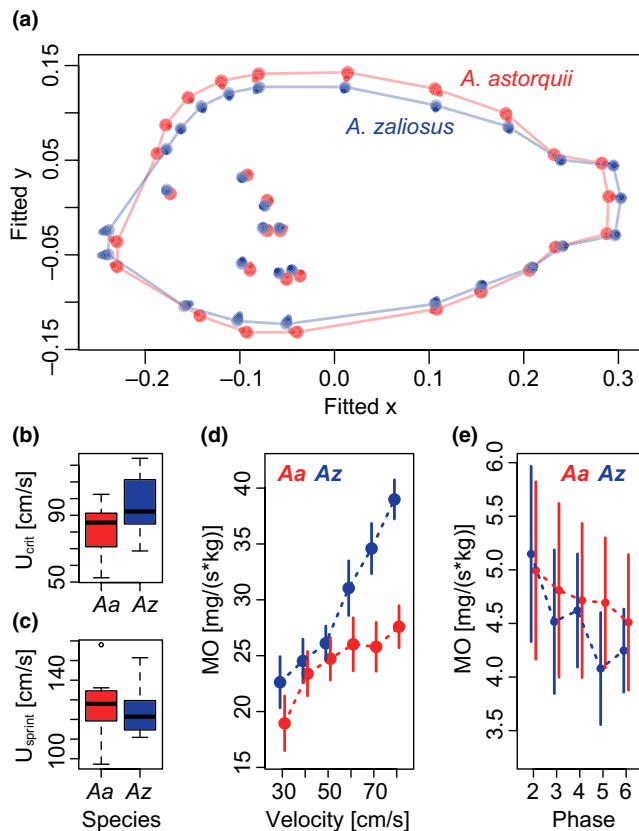 (a)
Fitted y
0.15
0.05
−0.05
−0.15
A. astorquii
A. zaliosus
−0.2 −0.1 0.0 0.1 0.2 0.3
Fitted x
(b)
Ucrit [cm/s]
90
50
Aa Az
(c)
Usprint [cm/s]
140
100
Aa Az
Species
(d)
MO [mg/(s*kg)]
40
35
30
25
20
15
Aa Az
30 50 70
Velocity [cm/s]
(e)
MO [mg/(s*kg)]
6.0
5.5
5.0
4.5
4.0
3.5
Aa Az
2 3 4 5 6
Phase